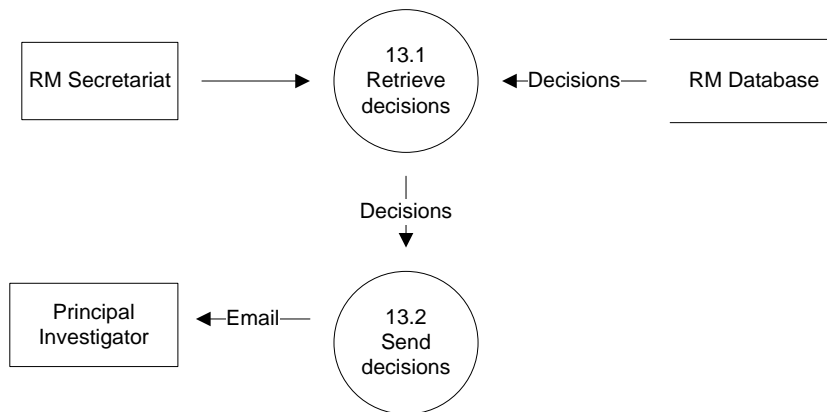 RM Secretariat
13.1
Retrieve
decisions
Decisions
RM Database
Decisions
Principal
Investigator
Email
13.2
Send
decisions